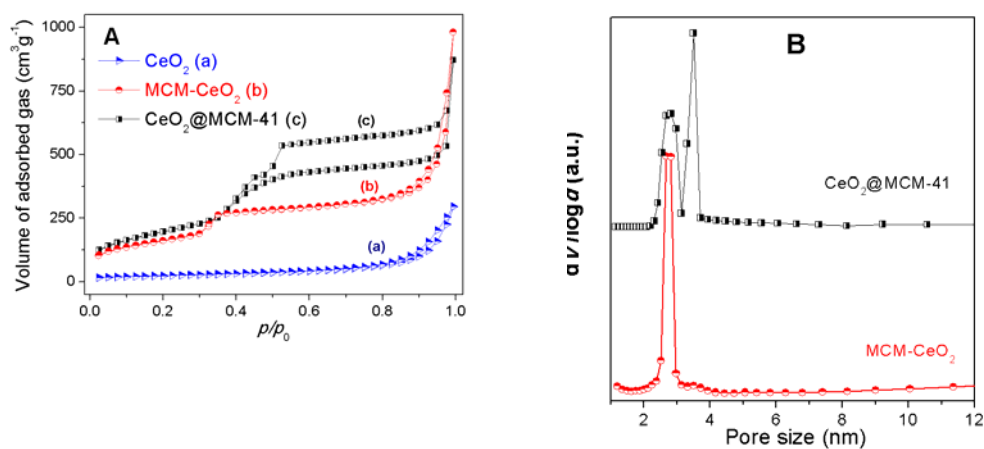 A
CeO₂ (a)
MCM-CeO₂ (b)
CeO₂@MCM-41 (c)
(c)
(b)
(a)
Volume of adsorbed gas (cm³g⁻¹)
1000
750
500
250
0
0.0 0.2 0.4 0.6 0.8 1.0
p/p₀
B
CeO₂@MCM-41
MCM-CeO₂
dV/logd (a.u.)
2 4 6 8 10 12
Pore size (nm)